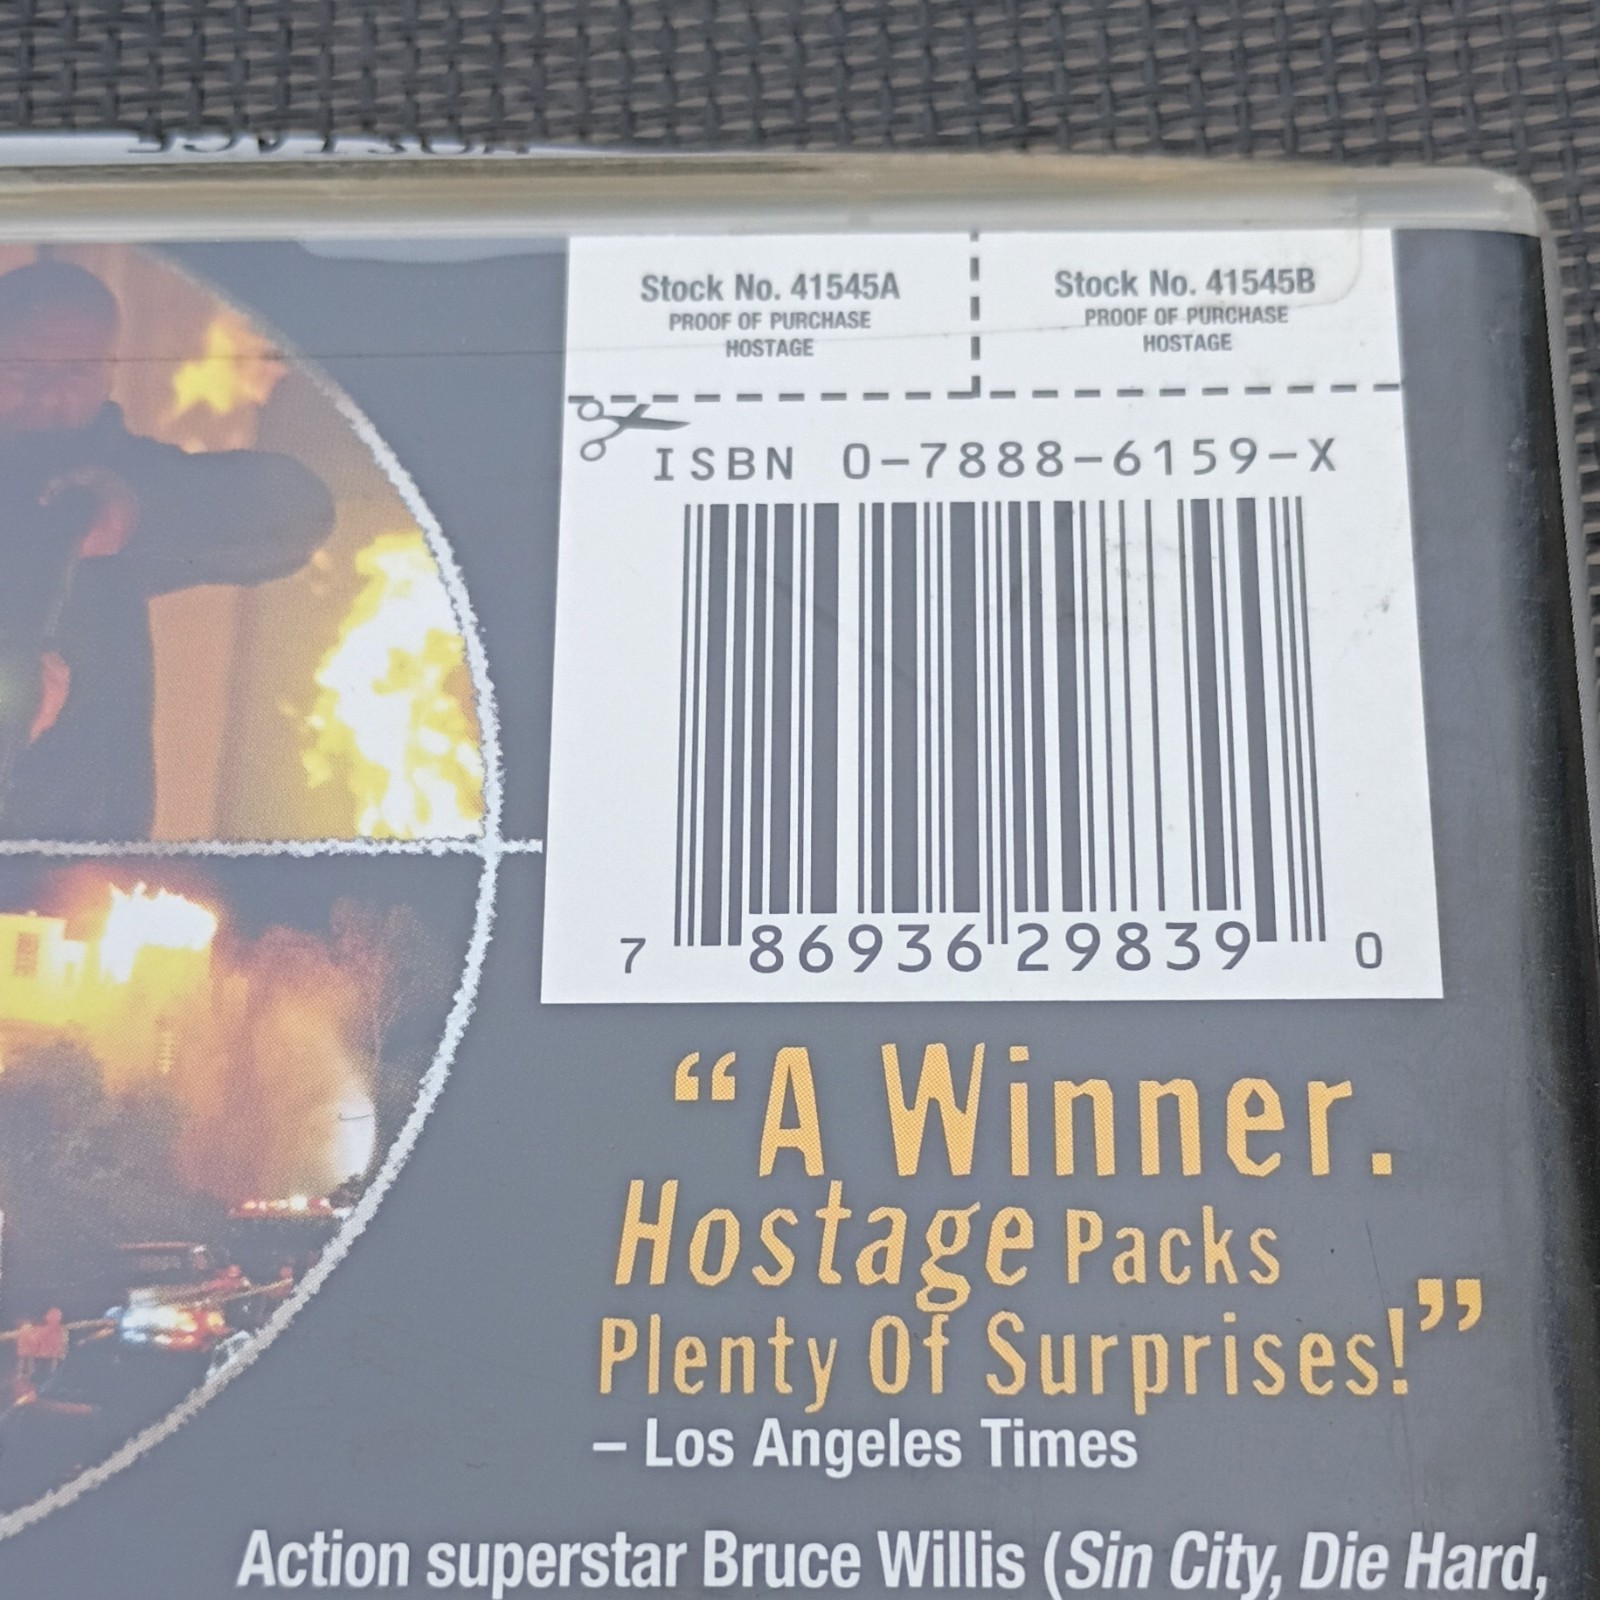 HOSTAGE
Stock No. 41545A
PROOF OF PURCHASE
HOSTAGE
Stock No. 41545B
PROOF OF PURCHASE
HOSTAGE
ISBN 0-7888-6159-X
7 86936 29839 0
“A Winner.
Hostage Packs
Plenty Of Surprises!”
– Los Angeles Times
Action superstar Bruce Willis (Sin City, Die Hard,